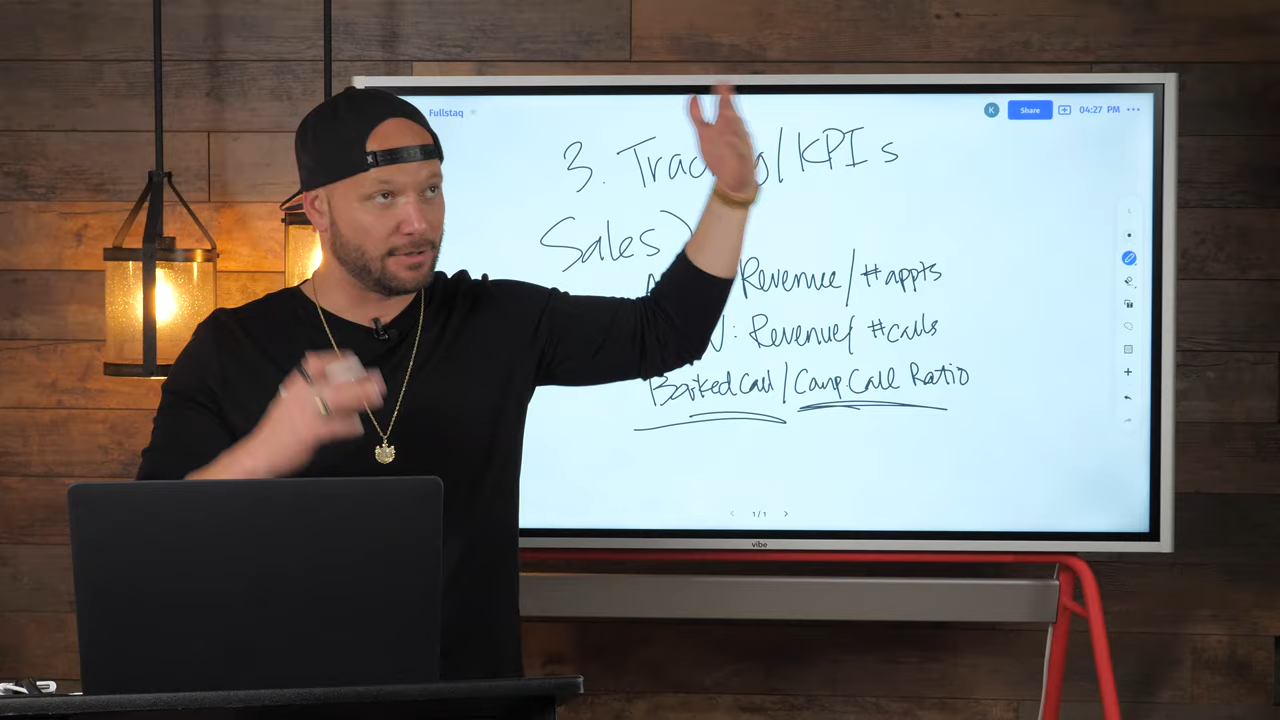 Fullstaq
K Share 04:27 PM
3. /KPIs
Sales
Revenue/#appts
: Revenue/ #calls
Booked Call/Comp Call Ratio
1/1
vibe